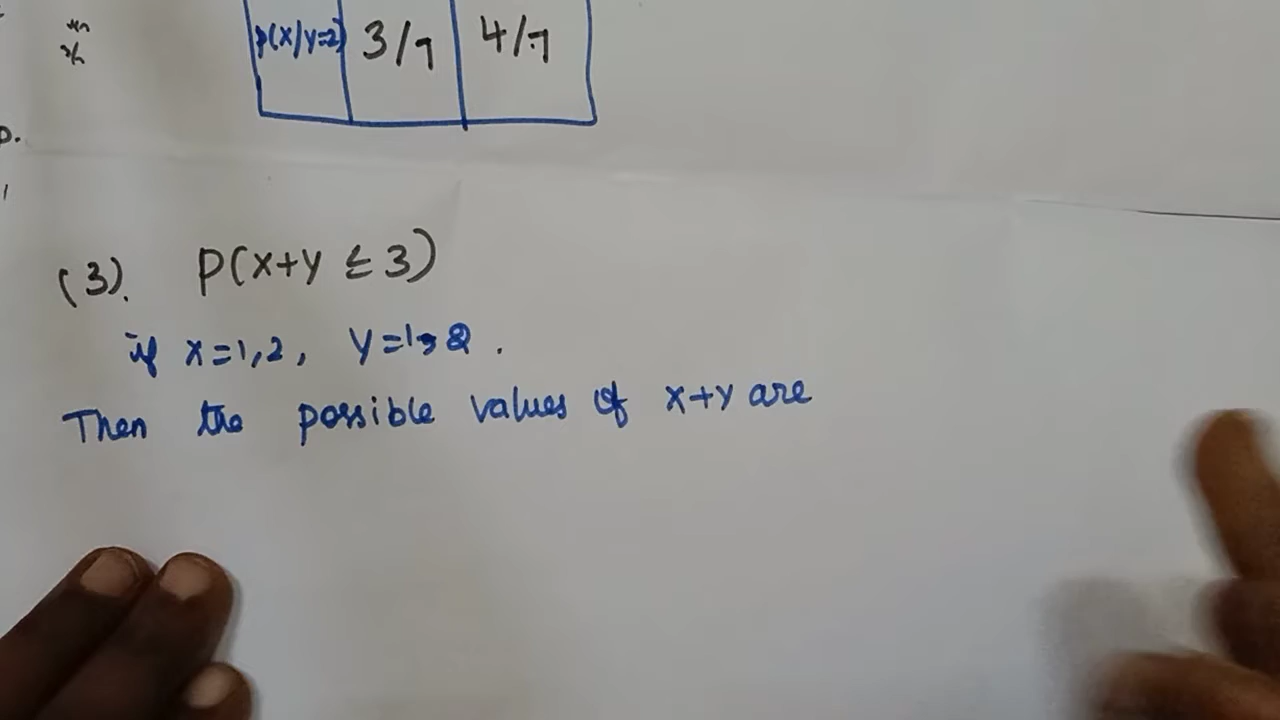 P(X/Y=2) 3/7 4/7
(3). P(X+Y ≤ 3)
if X=1,2, Y=1,2.
Then the possible values of X+Y are